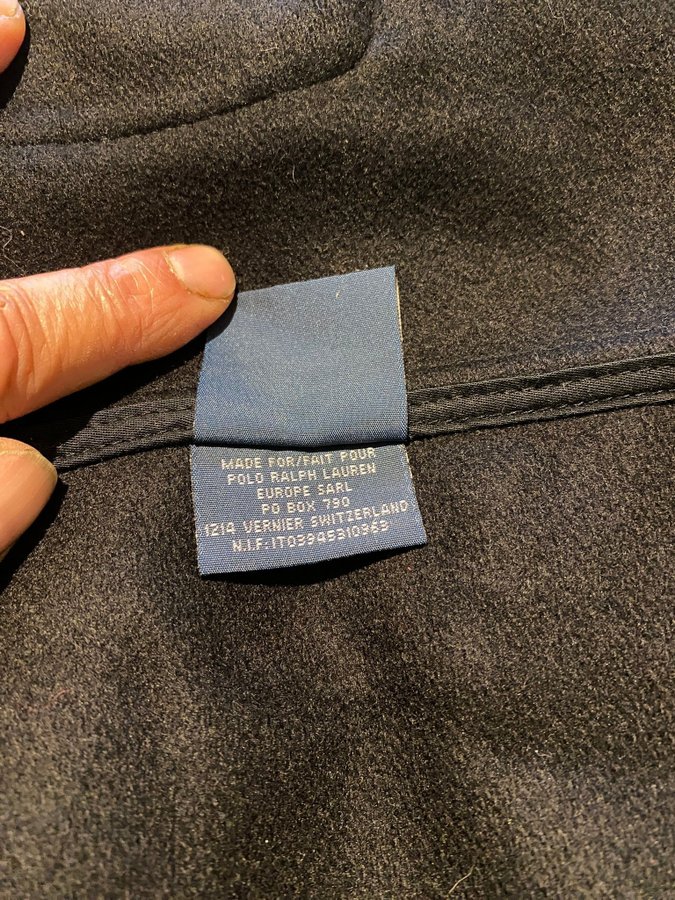 MADE FOR/FAIT POUR
POLO RALPH LAUREN
EUROPE SARL
PO BOX 790
1214 VERNIER SWITZERLAND
N.I.F.IT03945310963